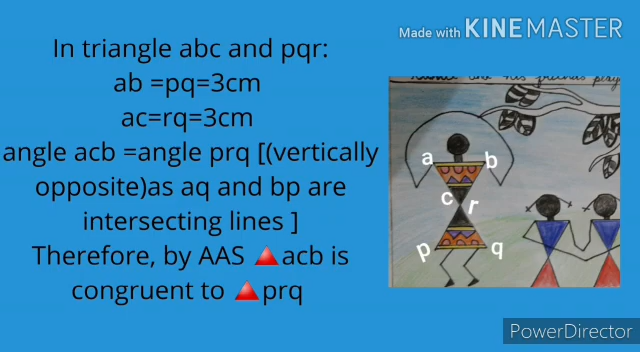 Made with KINEMASTER
In triangle abc and pqr:
ab =pq=3cm
ac=rq=3cm
angle acb =angle prq [(vertically
opposite)as aq and bp are
intersecting lines ]
Therefore, by AAS 🔺acb is
congruent to 🔺prq
a b
c r
p q
PowerDirector